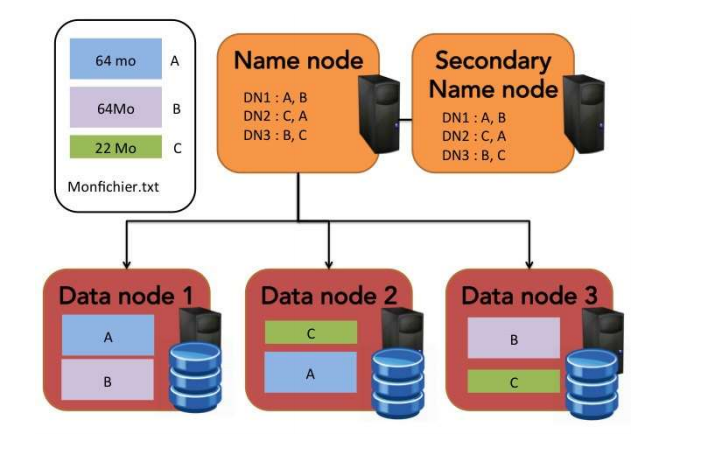 64 mo A
64Mo B
22 Mo C
Monfichier.txt
Name node
DN1 : A, B
DN2 : C, A
DN3 : B, C
Secondary
Name node
DN1 : A, B
DN2 : C, A
DN3 : B, C
Data node 1
A
B
Data node 2
C
A
Data node 3
B
C